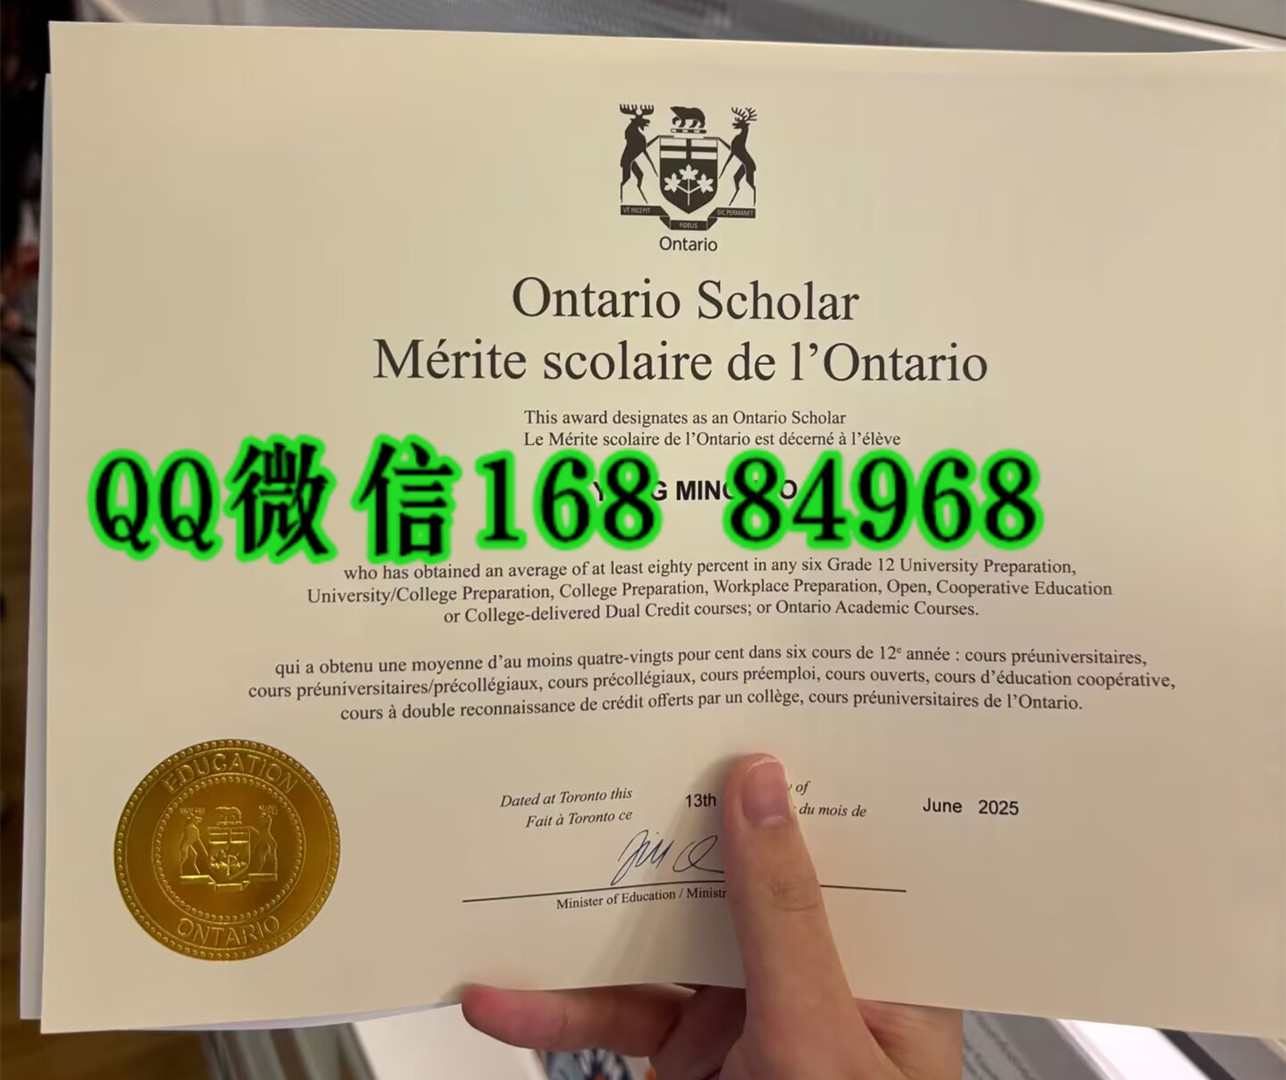 VT INCEPIT
SIC PERMANET
FIDELIS
Ontario
Ontario Scholar
Mérite scolaire de l’Ontario
This award designates as an Ontario Scholar
Le Mérite scolaire de l’Ontario est décerné à l’élève
QQ微信168 84968
who has obtained an average of at least eighty percent in any six Grade 12 University Preparation,
University/College Preparation, College Preparation, Workplace Preparation, Open, Cooperative Education
or College-delivered Dual Credit courses; or Ontario Academic Courses.
qui a obtenu une moyenne d’au moins quatre-vingts pour cent dans six cours de 12e année : cours préuniversitaires,
cours préuniversitaires/précollégiaux, cours précollégiaux, cours préemploi, cours ouverts, cours d’éducation coopérative,
cours à double reconnaissance de crédit offerts par un collège, cours préuniversitaires de l’Ontario.
EDUCATION
ONTARIO
Dated at Toronto this 13th of
Fait à Toronto ce du mois de June 2025
Minister of Education /